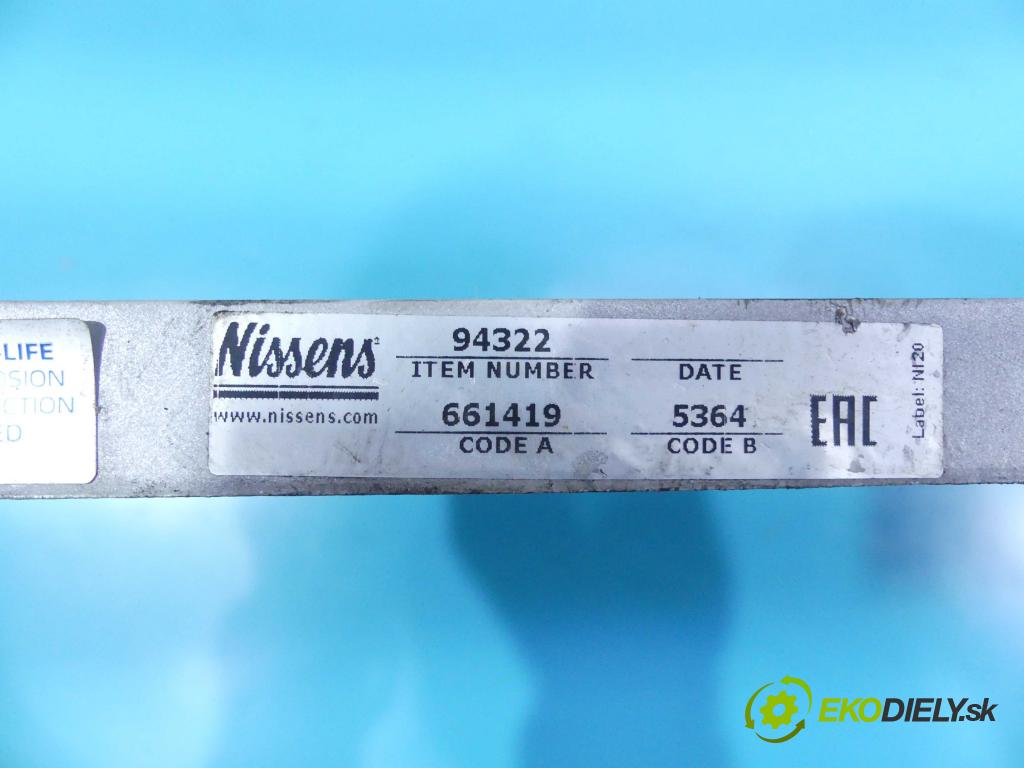 -LIFE
OSION
CTION
ED
Nissens
www.nissens.com
94322
ITEM NUMBER
661419
CODE A
DATE
5364
CODE B
EAC
Label: NI20
EKODIELY.sk